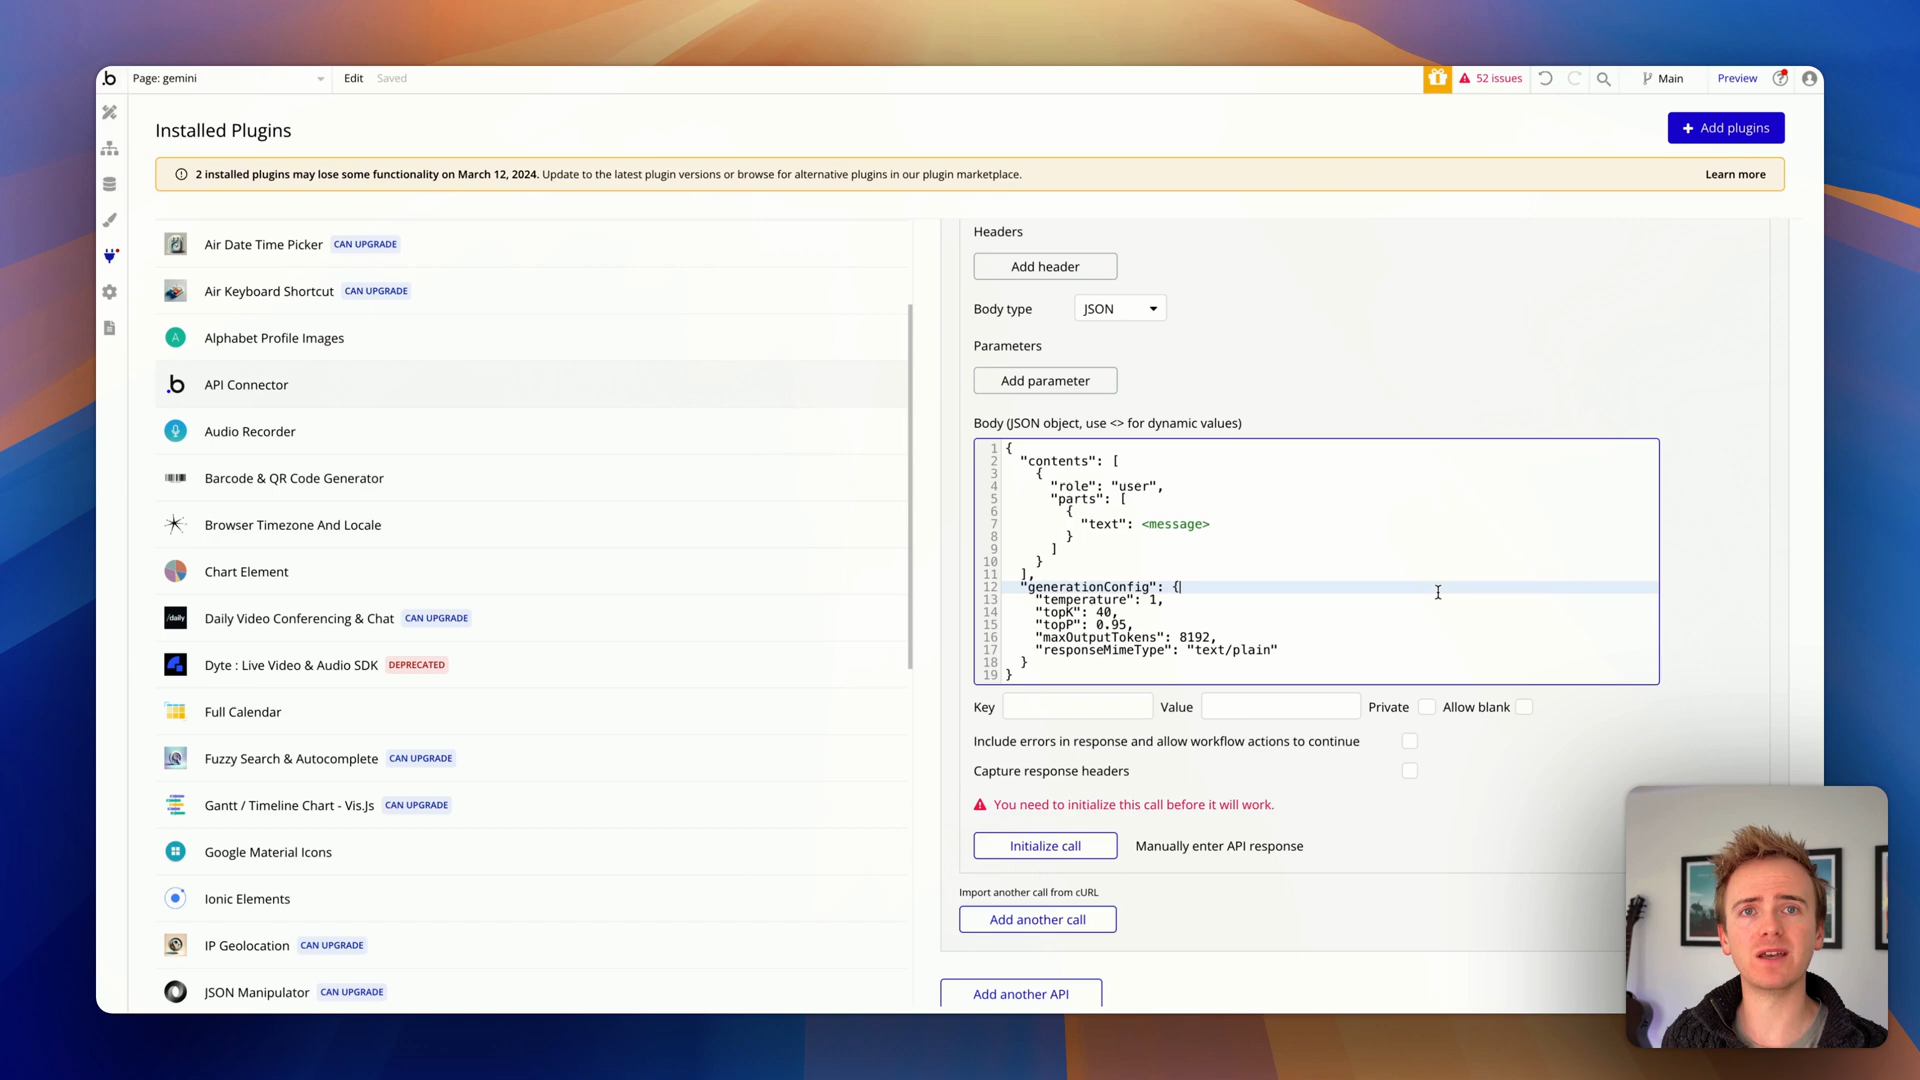 Page: gemini
Edit
Saved
52 issues
Main
Preview
Installed Plugins
+ Add plugins
2 installed plugins may lose some functionality on March 12, 2024. Update to the latest plugin versions or browse for alternative plugins in our plugin marketplace.
Learn more
Air Date Time Picker CAN UPGRADE
Air Keyboard Shortcut CAN UPGRADE
A Alphabet Profile Images
.b API Connector
Audio Recorder
Barcode & QR Code Generator
Browser Timezone And Locale
Chart Element
/daily Daily Video Conferencing & Chat CAN UPGRADE
Dyte : Live Video & Audio SDK DEPRECATED
Full Calendar
Fuzzy Search & Autocomplete CAN UPGRADE
Gantt / Timeline Chart - Vis.Js CAN UPGRADE
Google Material Icons
Ionic Elements
IP Geolocation CAN UPGRADE
JSON Manipulator CAN UPGRADE
Headers
Add header
Body type JSON
Parameters
Add parameter
Body (JSON object, use <> for dynamic values)
1 {
2 "contents": [
3 {
4 "role": "user",
5 "parts": [
6 {
7 "text": <message>
8 }
9 ]
10 }
11 ],
12 "generationConfig": {
13 "temperature": 1,
14 "topK": 40,
15 "topP": 0.95,
16 "maxOutputTokens": 8192,
17 "responseMimeType": "text/plain"
18 }
19 }
Key Value Private Allow blank
Include errors in response and allow workflow actions to continue
Capture response headers
You need to initialize this call before it will work.
Initialize call Manually enter API response
Import another call from cURL
Add another call
Add another API